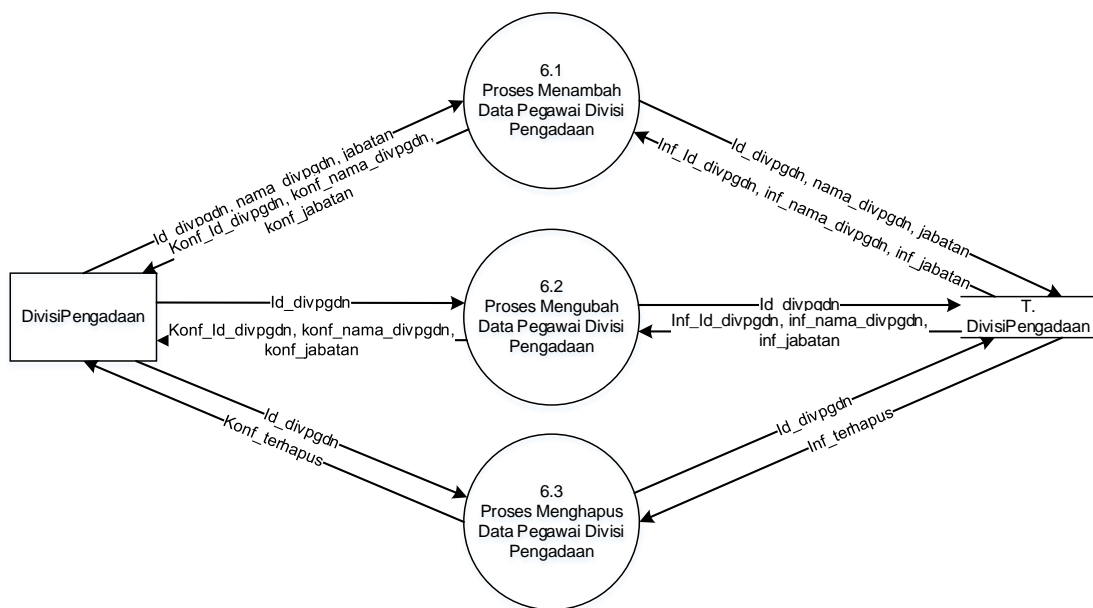 6.1
Proses Menambah
Data Pegawai Divisi
Pengadaan
Id_divpgdn, nama_divpgdn, jabatan
Konf_Id_divpgdn, konf_nama_divpgdn,
konf_jabatan
Id_divpgdn, nama_divpgdn, jabatan
Inf_Id_divpgdn, inf_nama_divpgdn, inf_jabatan
DivisiPengadaan
Id_divpgdn
Konf_Id_divpgdn, konf_nama_divpgdn,
konf_jabatan
6.2
Proses Mengubah
Data Pegawai Divisi
Pengadaan
Id_divpgdn
Inf_Id_divpgdn, inf_nama_divpgdn,
inf_jabatan
T.
DivisiPengadaan
Id_divpgdn
Konf_terhapus
6.3
Proses Menghapus
Data Pegawai Divisi
Pengadaan
Id_divpgdn
Inf_terhapus